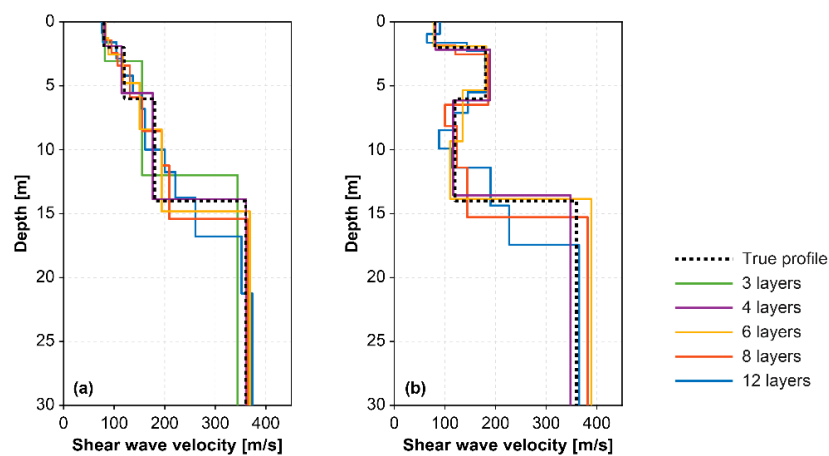 0
5
10
15
20
25
30
Depth [m]
(a)
0 100 200 300 400
Shear wave velocity [m/s]
0
5
10
15
20
25
30
Depth [m]
(b)
0 100 200 300 400
Shear wave velocity [m/s]
True profile
3 layers
4 layers
6 layers
8 layers
12 layers